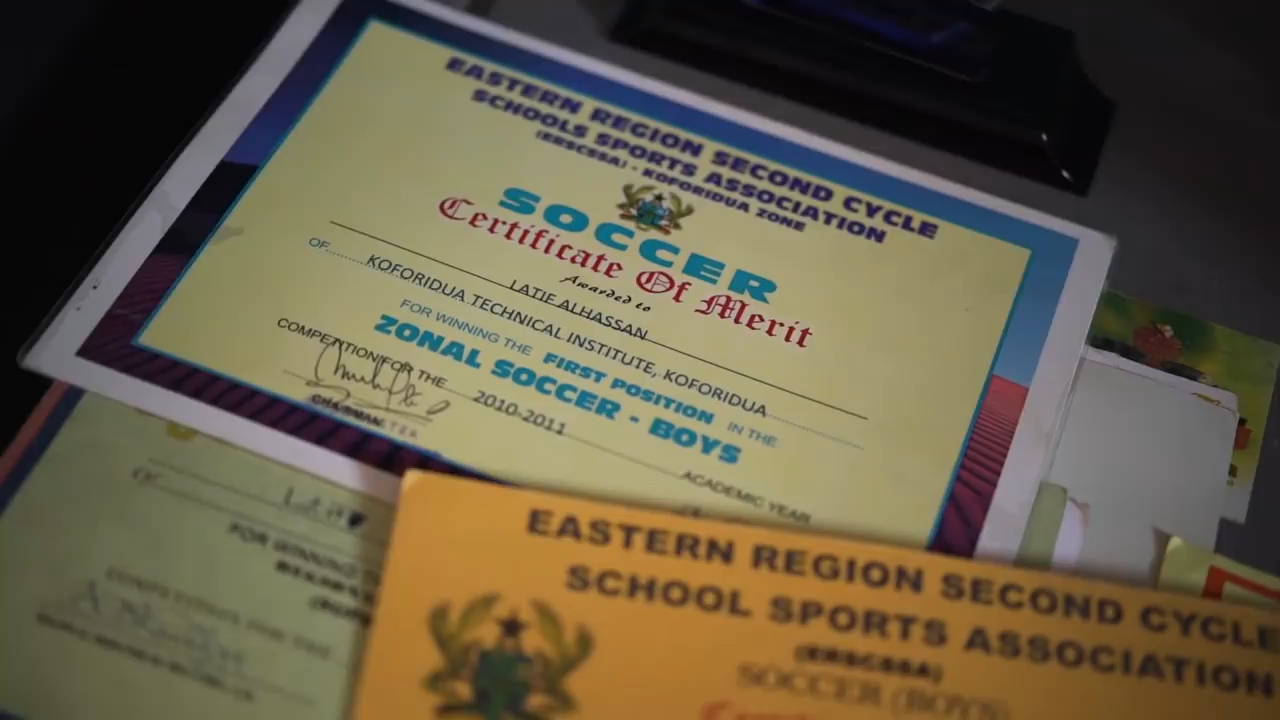 EASTERN REGION SECOND CYCLE
SCHOOLS SPORTS ASSOCIATION
(ERSCSSA) - KOFORIDUA ZONE
SOCCER
Certificate Of Merit
Awarded to
LATIF ALHASSAN
OF KOFORIDUA TECHNICAL INSTITUTE, KOFORIDUA
FOR WINNING THE FIRST POSITION IN THE
ZONAL SOCCER - BOYS
COMPETITION FOR THE 2010-2011 ACADEMIC YEAR
CHAIRMAN
OF
FOR WINNING
EASTERN REGION SECOND CYCLE
SCHOOL SPORTS ASSOCIATION
(ERSCSSA)
SOCCER (BOYS)